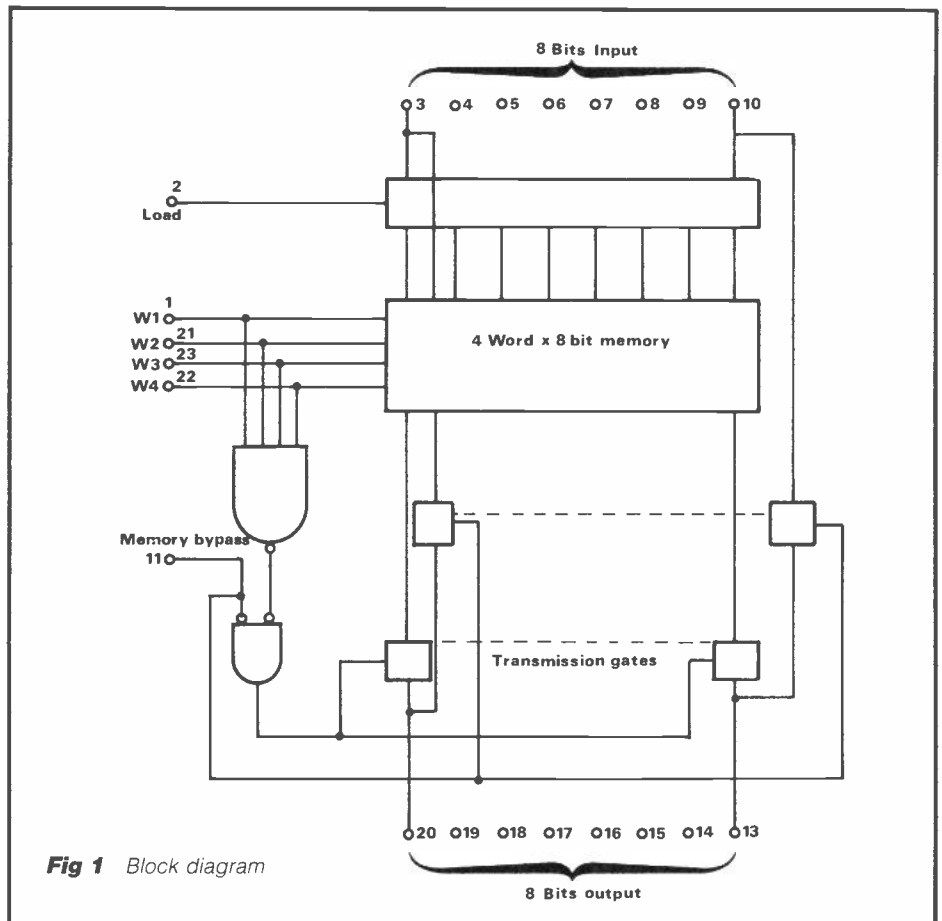 8 Bits Input
3 4 5 6 7 8 9 10
2
Load
1
W1
21
W2
23
W3
22
W4
4 Word x 8 bit memory
Memory bypass
11
Transmission gates
20 19 18 17 16 15 14 13
Fig 1 Block diagram
8 Bits output